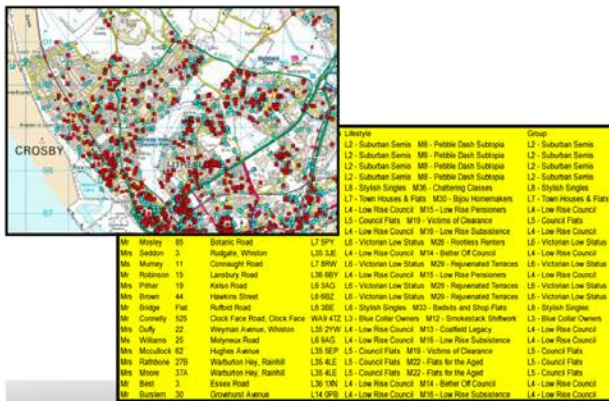 CROSBY
LITHERL
Lifestyle Group
L2 - Suburban Semis M8 - Pebble Dash Subtopia L2 - Suburban Semis
L2 - Suburban Semis M8 - Pebble Dash Subtopia L2 - Suburban Semis
L2 - Suburban Semis M8 - Pebble Dash Subtopia L2 - Suburban Semis
L2 - Suburban Semis M8 - Pebble Dash Subtopia L2 - Suburban Semis
L8 - Stylish Singles M36 - Chattering Classes L8 - Stylish Singles
L7 - Town Houses & Flats M30 - Bijou Homemakers L7 - Town Houses & Flats
L4 - Low Rise Council M15 - Low Rise Pensioners L4 - Low Rise Council
L5 - Council Flats M19 - Victims of Clearance L5 - Council Flats
L4 - Low Rise Council M16 - Low Rise Subsistence L4 - Low Rise Council
Mr Mosley 85 Botanic Road L7 5PY L6 - Victorian Low Status M26 - Rootless Renters L6 - Victorian Low Status
Mrs Seddon 3 Rudgate, Whiston L35 3JE L4 - Low Rise Council M14 - Better Off Council L4 - Low Rise Council
Mr Murney 11 Connaught Road L7 8RW L6 - Victorian Low Status M29 - Rejuvenated Terraces L6 - Victorian Low Status
Mr Robinson 15 Lansbury Road L36 6BY L4 - Low Rise Council M15 - Low Rise Pensioners L4 - Low Rise Council
Mrs Pither 19 Kelso Road L6 3AG L6 - Victorian Low Status M29 - Rejuvenated Terraces L6 - Victorian Low Status
Mrs Brown 44 Hawkins Street L6 6BZ L6 - Victorian Low Status M29 - Rejuvenated Terraces L6 - Victorian Low Status
Mr Bridge Flat Rufford Road L6 3BE L8 - Stylish Singles M33 - Bedsits and Shop Flats L8 - Stylish Singles
Mr Connelly 525 Clock Face Road, Clock Face WA9 4TZ L3 - Blue Collar Owners M12 - Smokestack Shiftwork L3 - Blue Collar Owners
Mrs Duffy 22 Weyman Avenue, Whiston L35 2YW L4 - Low Rise Council M13 - Coalfield Legacy L4 - Low Rise Council
Ms Williams 25 Molyneux Road L6 9AG L4 - Low Rise Council M16 - Low Rise Subsistence L4 - Low Rise Council
Mrs Mcculloch 62 Hughes Avenue L35 5EP L5 - Council Flats M19 - Victims of Clearance L5 - Council Flats
Mrs Rathbone 27B Warburton Hey, Rainhill L35 4LE L5 - Council Flats M22 - Flats for the Aged L5 - Council Flats
Mrs Moore 37A Warburton Hey, Rainhill L35 4LE L5 - Council Flats M22 - Flats for the Aged L5 - Council Flats
Mr Best 3 Essex Road L36 1XN L4 - Low Rise Council M14 - Better Off Council L4 - Low Rise Council
Mr Burslem 30 Grovehurst Avenue L14 0PB L4 - Low Rise Council M16 - Low Rise Subsistence L4 - Low Rise Council